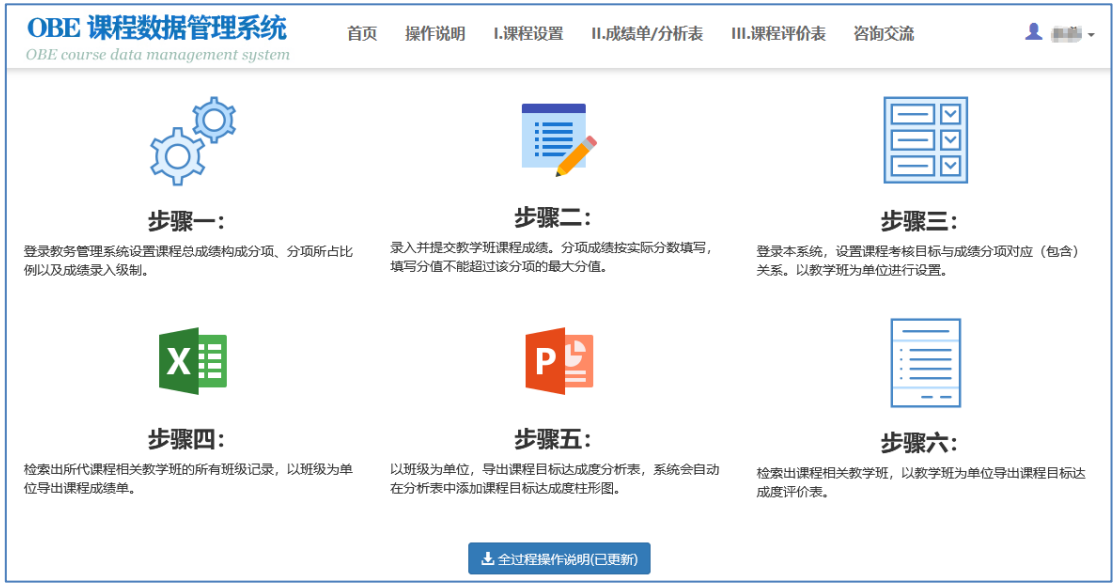 OBE 课程数据管理系统
OBE course data management system
首页 操作说明 I.课程设置 II.成绩单/分析表 III.课程评价表 咨询交流
步骤一：
登录教务管理系统设置课程总成绩构成分项、分项所占比
例以及成绩录入级制。
步骤二：
录入并提交教学班课程成绩。分项成绩按实际分数填写，
填写分值不能超过该分项的最大分值。
步骤三：
登录本系统，设置课程考核目标与成绩分项对应（包含）
关系。以教学班为单位进行设置。
X
步骤四：
检索出所代课程相关教学班的所有班级记录，以班级为单
位导出课程成绩单。
P
步骤五：
以班级为单位，导出课程目标达成度分析表，系统会自动
在分析表中添加课程目标达成度柱形图。
步骤六：
检索出课程相关教学班，以教学班为单位导出课程目标达
成度评价表。
全过程操作说明(已更新)